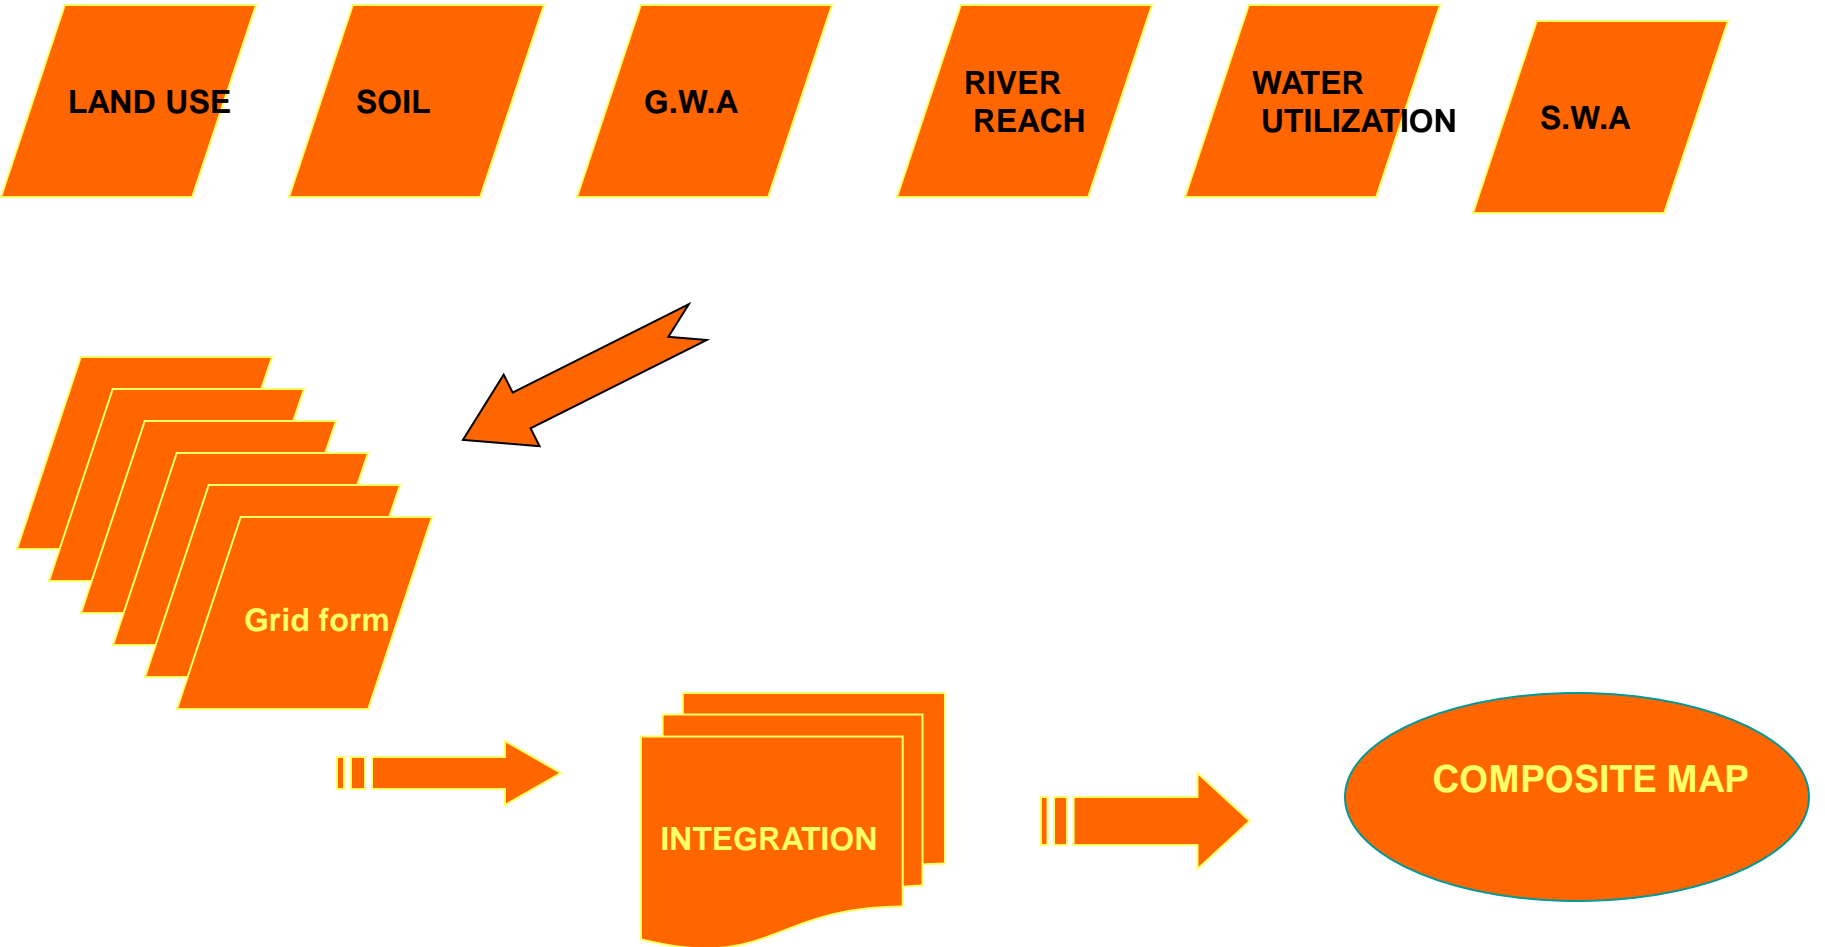 LAND USE
SOIL
G.W.A
RIVER
REACH
WATER
UTILIZATION
S.W.A
Grid form
INTEGRATION
COMPOSITE MAP